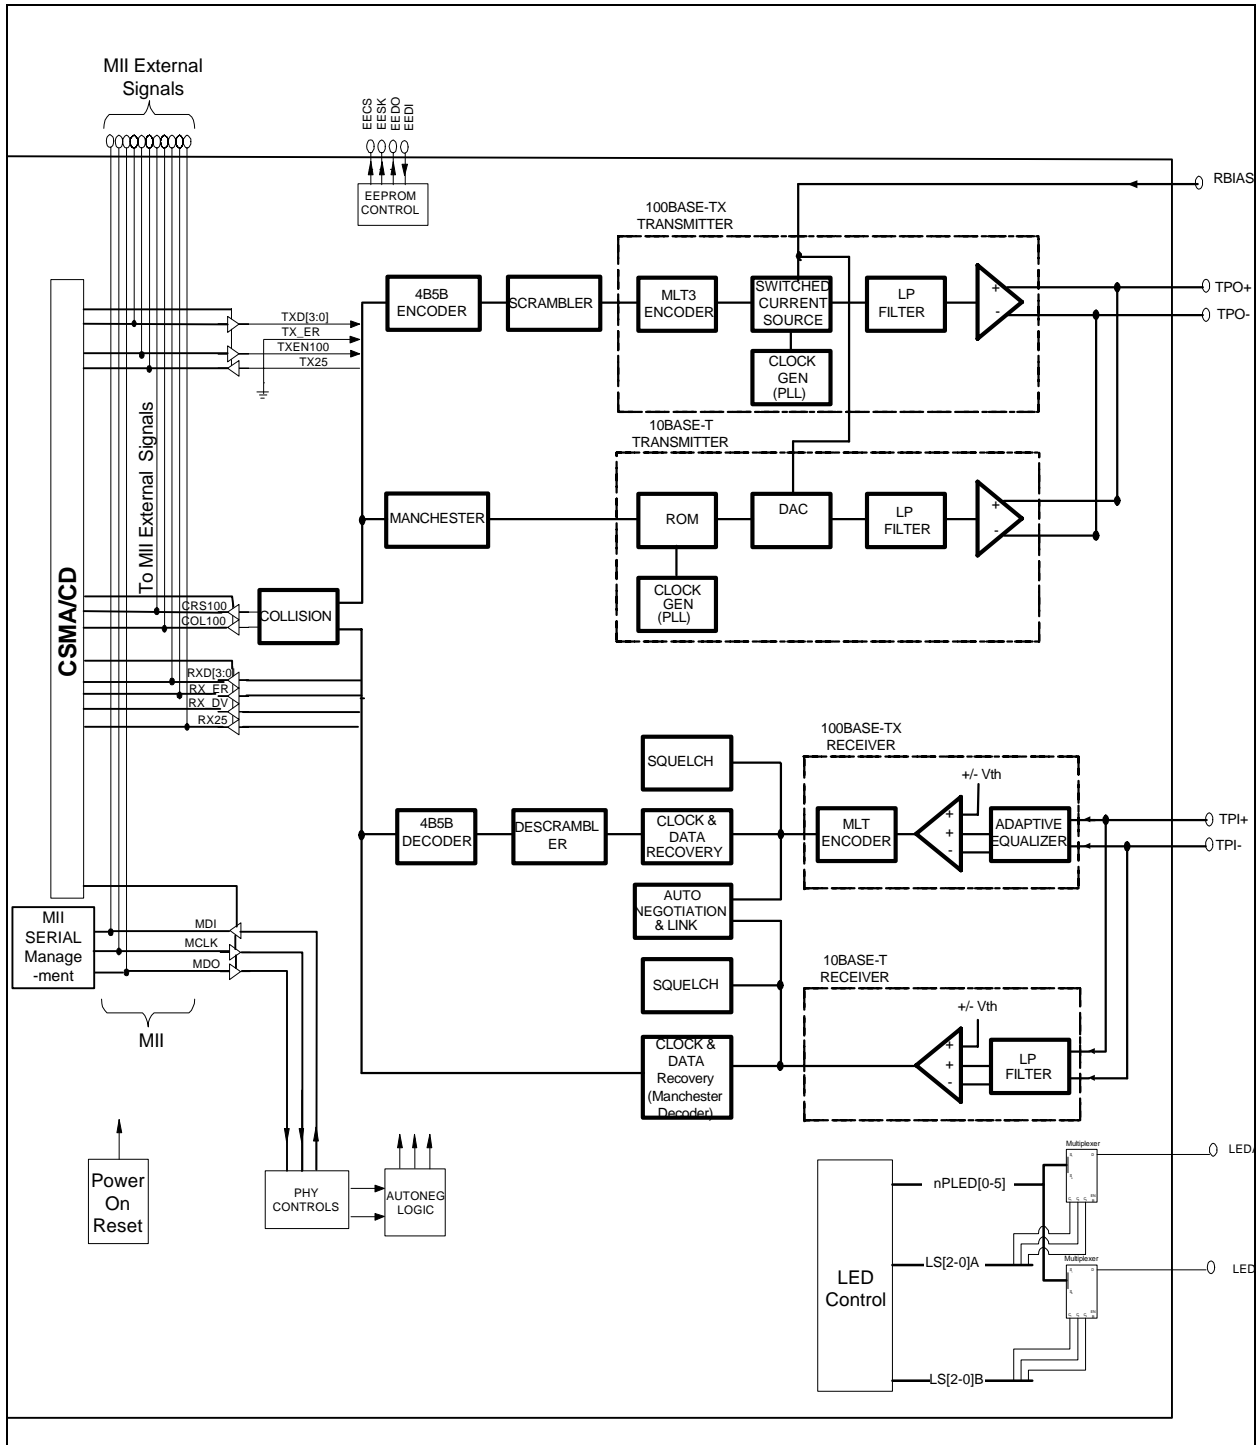 MII External
Signals
EECS
EESK
EEDO
EEDI
EEPROM
CONTROL
RBIAS
100BASE-TX
TRANSMITTER
4B5B
ENCODER
SCRAMBLER
MLT3
ENCODER
SWITCHED
CURRENT
SOURCE
LP
FILTER
+
-
TPO+
TPO-
CLOCK
GEN
(PLL)
TXD[3:0]
TX_ER
TXEN100
TX25
10BASE-T
TRANSMITTER
MANCHESTER
ROM
DAC
LP
FILTER
+
-
CLOCK
GEN
(PLL)
To MII External Signals
CSMA/CD
CRS100
COL100
COLLISION
RXD[3:0]
RX_ER
RX_DV
RX25
100BASE-TX
RECEIVER
SQUELCH
+/- Vth
4B5B
DECODER
DESCRAMBL
ER
CLOCK &
DATA
RECOVERY
MLT
ENCODER
+
+
-
ADAPTIVE
EQUALIZER
TPI+
TPI-
AUTO
NEGOTIATION
& LINK
MII
SERIAL
Manage
-ment
MDI
MCLK
MDO
MII
10BASE-T
RECEIVER
SQUELCH
+/- Vth
CLOCK &
DATA
Recovery
(Manchester
Decoder)
+
+
-
LP
FILTER
Power
On
Reset
PHY
CONTROLS
AUTONEG
LOGIC
LED
Control
nPLED[0-5]
LS[2-0]A
LS[2-0]B
Multiplexer
LEDA
Multiplexer
LED